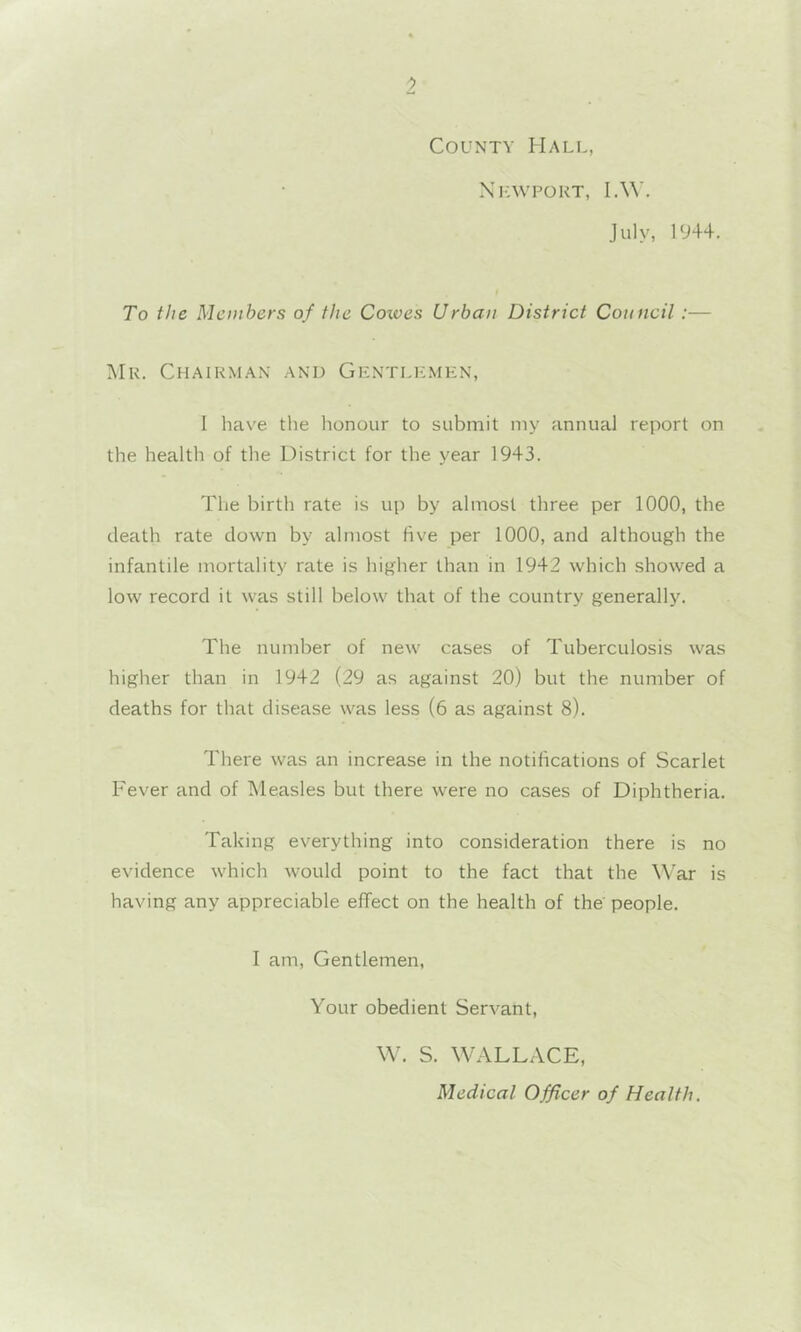 2
COUNTY HALL,
NEWPORT, I.W.
July, 1944.
To the Members of the Cowes Urban District Council :—
MR. CHAIRMAN AND GENTLEMEN,
I have the honour to submit my annual report on
the health of the District for the year 1943.
The birth rate is up by almost three per 1000, the
death rate down by almost five per 1000, and although the
infantile mortality rate is higher than in 1942 which showed a
low record it was still below that of the country generally.
The number of new cases of Tuberculosis was
higher than in 1942 (29 as against 20) but the number of
deaths for that disease was less (6 as against 8).
There was an increase in the notifications of Scarlet
Fever and of Measles but there were no cases of Diphtheria.
Taking everything into consideration there is no
evidence which would point to the fact that the War is
having any appreciable effect on the health of the people.
I am, Gentlemen,
Your obedient Servant,
W. S. WALLACE,
Medical Officer of Health.